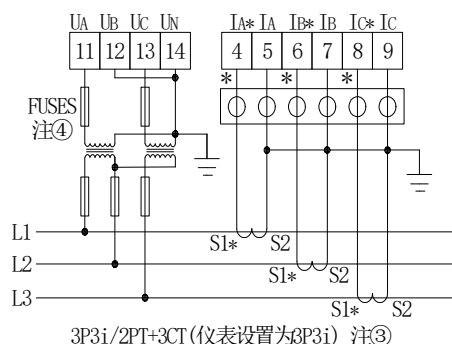 UA UB UC UN IA* IA IB* IB IC* IC
11 12 13 14 4 5 6 7 8 9
* * *
FUSES
注④
L1
S1* S2
L2
S1* S2
L3
S1* S2
3P3i/2PT+3CT(仪表设置为3P3i) 注③